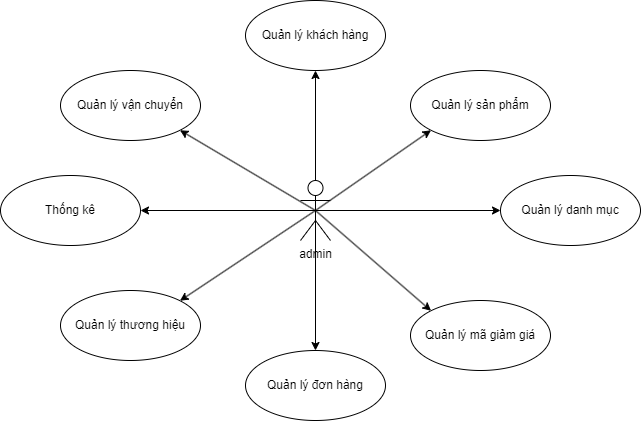 Quản lý khách hàng
Quản lý vận chuyển
Quản lý sản phẩm
Thống kê
Quản lý danh mục
admin
Quản lý thương hiệu
Quản lý mã giảm giá
Quản lý đơn hàng